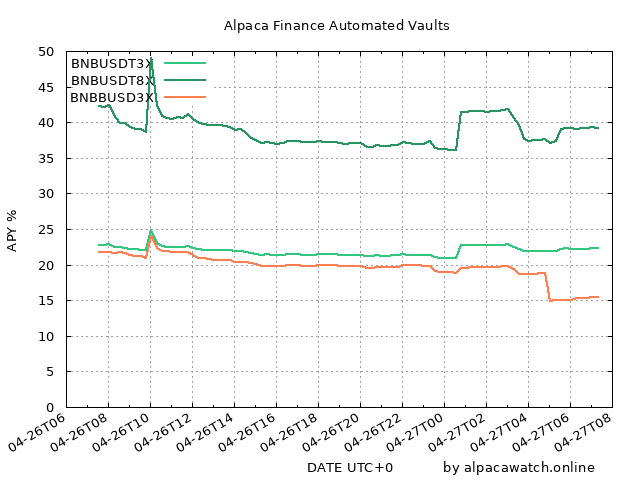 Alpaca Finance Automated Vaults
BNBUSDT3X
BNBUSDT8X
BNBBUSD3X
APY %
50
45
40
35
30
25
20
15
10
5
0
04-26T06
04-26T08
04-26T10
04-26T12
04-26T14
04-26T16
04-26T18
04-26T20
04-26T22
04-27T00
04-27T02
04-27T04
04-27T06
04-27T08
DATE UTC+0
by alpacawatch.online